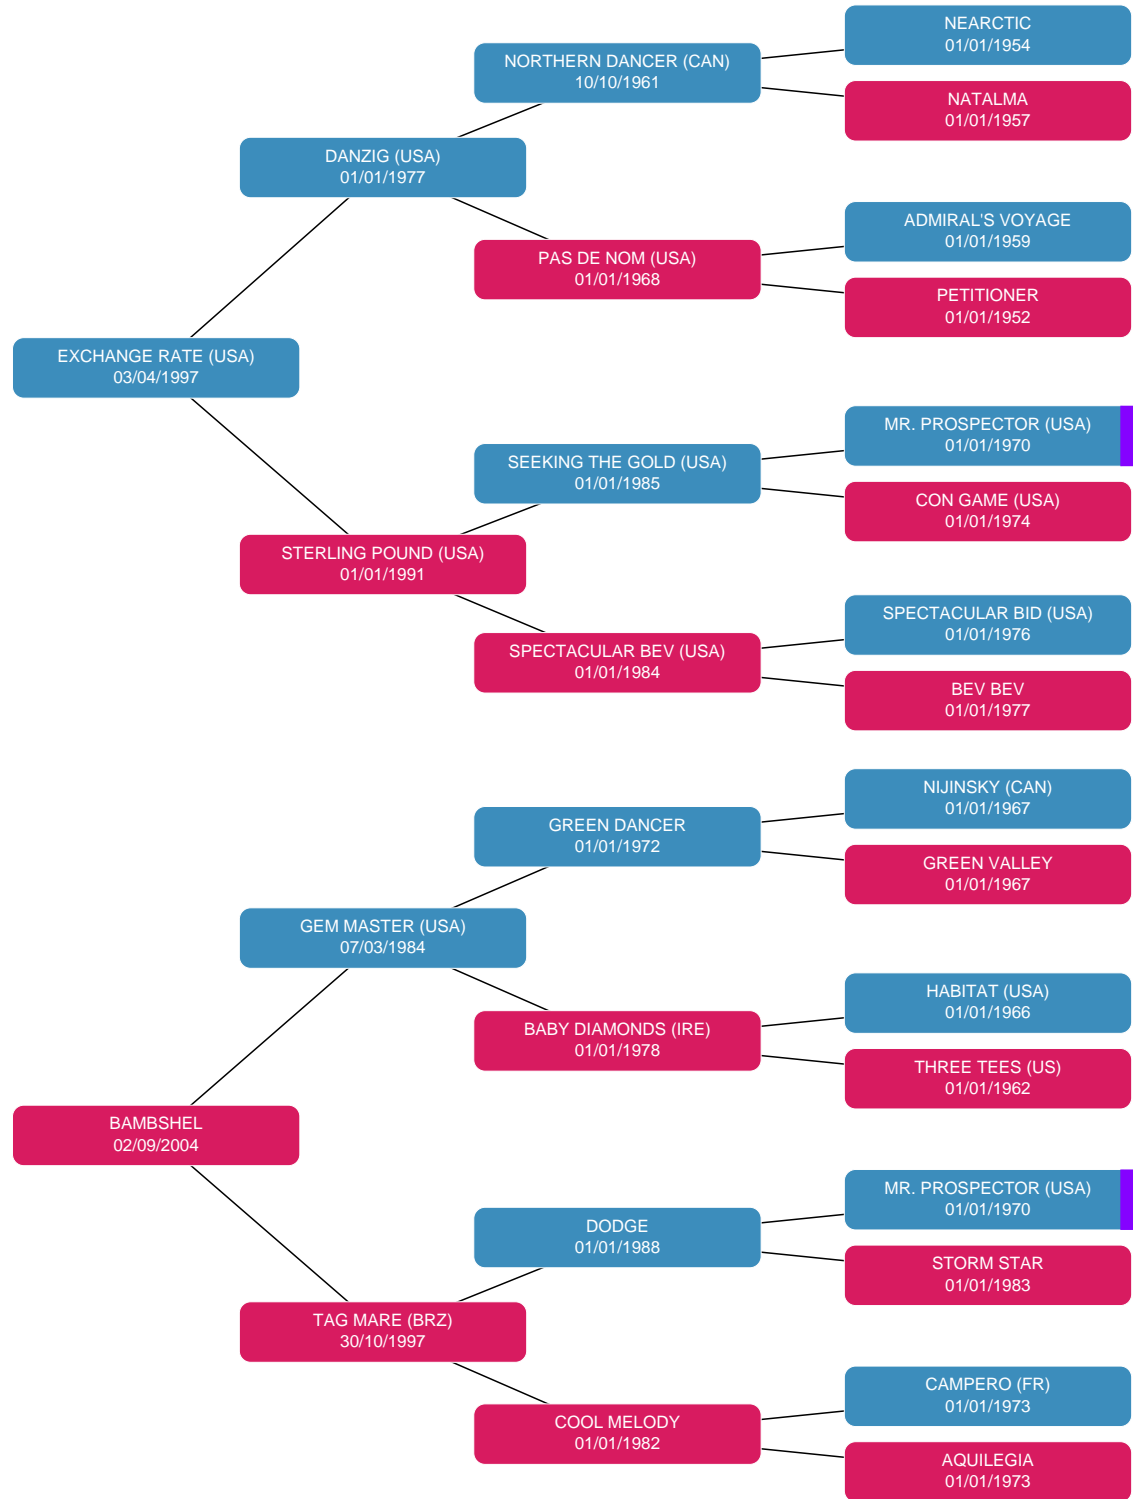 NEARCTIC
01/01/1954
NORTHERN DANCER (CAN)
10/10/1961
NATALMA
01/01/1957
DANZIG (USA)
01/01/1977
ADMIRAL'S VOYAGE
01/01/1959
PAS DE NOM (USA)
01/01/1968
PETITIONER
01/01/1952
EXCHANGE RATE (USA)
03/04/1997
MR. PROSPECTOR (USA)
01/01/1970
SEEKING THE GOLD (USA)
01/01/1985
CON GAME (USA)
01/01/1974
STERLING POUND (USA)
01/01/1991
SPECTACULAR BID (USA)
01/01/1976
SPECTACULAR BEV (USA)
01/01/1984
BEV BEV
01/01/1977
NIJINSKY (CAN)
01/01/1967
GREEN DANCER
01/01/1972
GREEN VALLEY
01/01/1967
GEM MASTER (USA)
07/03/1984
HABITAT (USA)
01/01/1966
BABY DIAMONDS (IRE)
01/01/1978
THREE TEES (US)
01/01/1962
BAMBSHEL
02/09/2004
MR. PROSPECTOR (USA)
01/01/1970
DODGE
01/01/1988
STORM STAR
01/01/1983
TAG MARE (BRZ)
30/10/1997
CAMPERO (FR)
01/01/1973
COOL MELODY
01/01/1982
AQUILEGIA
01/01/1973